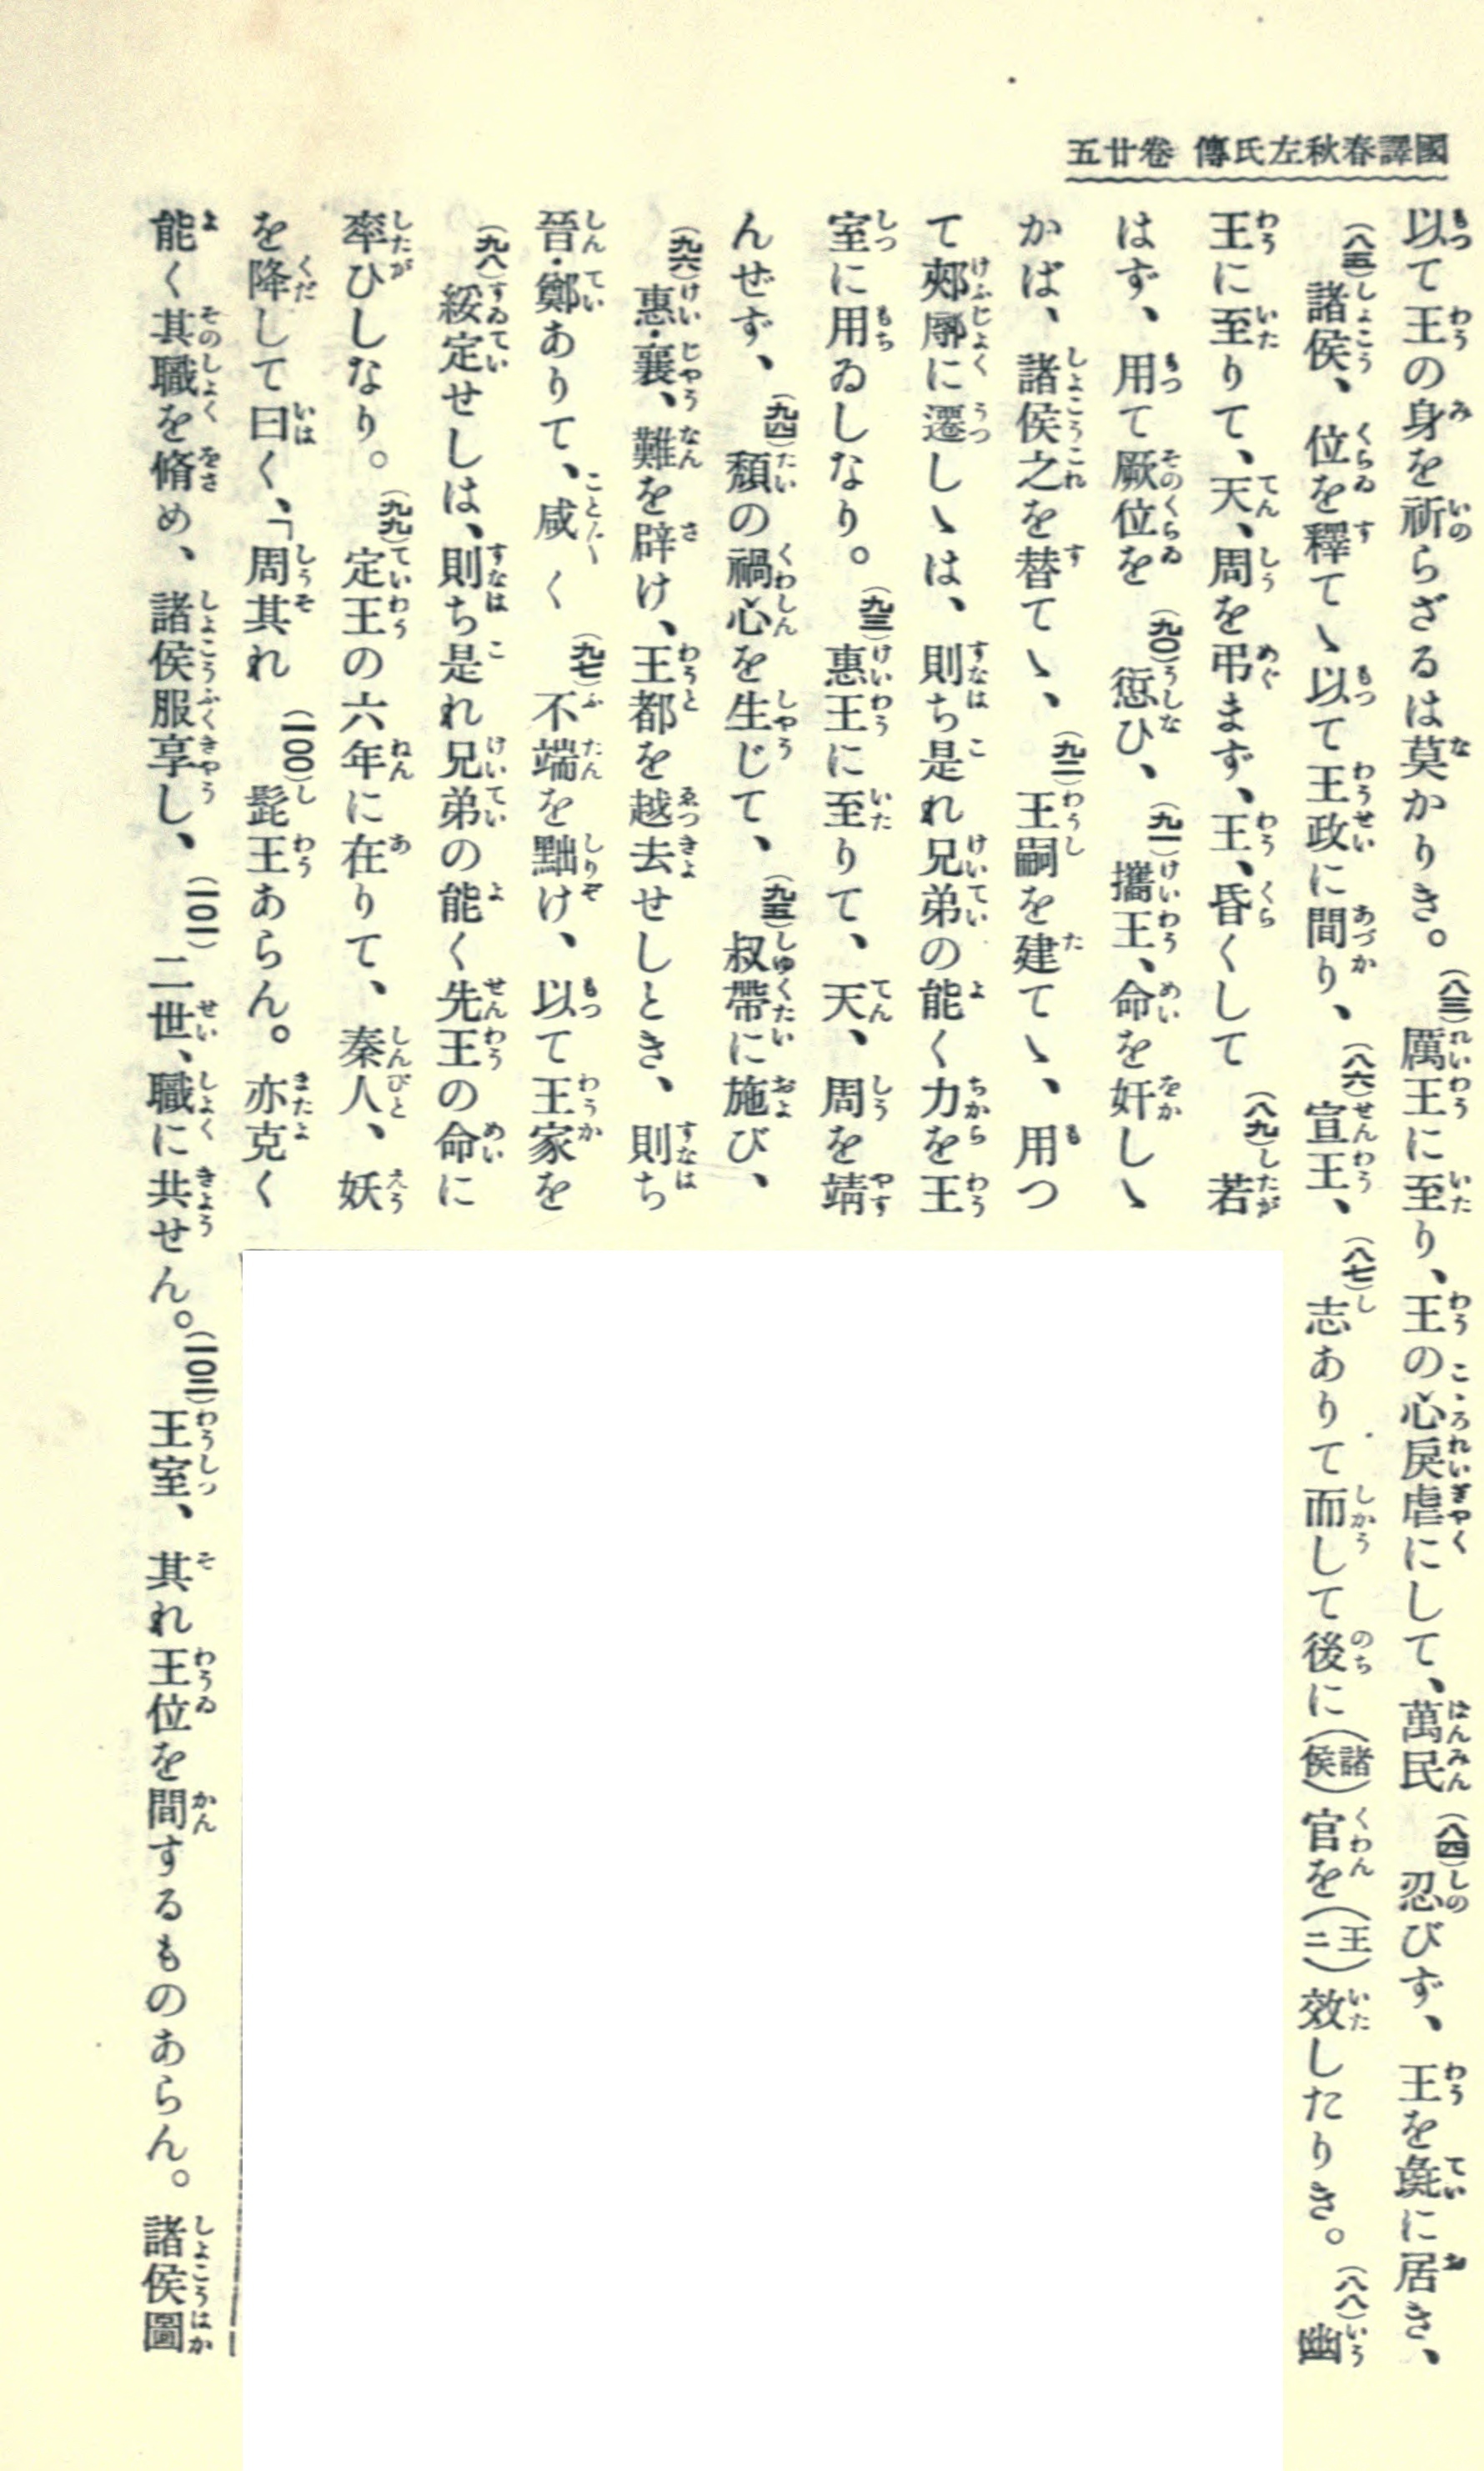 國譯春秋左氏傳 卷廿五
以て王の身を祈らざるは莫かりき。(八三)厲王に至り、王の心戾虐にして、萬民(八四)忍びず、王を彘に居き、
(八五)諸侯、位を釋てゝ以て王政に間り、(八六)宣王、(八七)志ありて而して後に(諸侯)官を(王ニ)效したりき。(八八)幽
王に至りて、天、周を弔まず、王、昏くして(八九)若
はず、用て厥位を(九〇)愆ひ、(九一)攜王、命を奸しゝ
かば、諸侯之を替てゝ、(九二)王嗣を建てゝ、用つ
て郟鄏に遷しゝは、則ち是れ兄弟の能く力を王
室に用ゐしなり。(九三)惠王に至りて、天、周を靖
んぜず、(九四)頽の禍心を生じて、(九五)叔帶に施び、
(九六)惠・襄、難を辟け、王都を越去せしとき、則ち
晉・鄭ありて、咸く(九七)不端を黜け、以て王家を
(九八)綏定せしは、則ち是れ兄弟の能く先王の命に
率ひしなり。(九九)定王の六年に在りて、秦人、妖
を降して曰く、「周其れ(一〇〇)髭王あらん。亦克く
能く其職を脩め、諸侯服享し、(一〇一)二世、職に共せん。(一〇二)王室、其れ王位を間するものあらん。諸侯圖